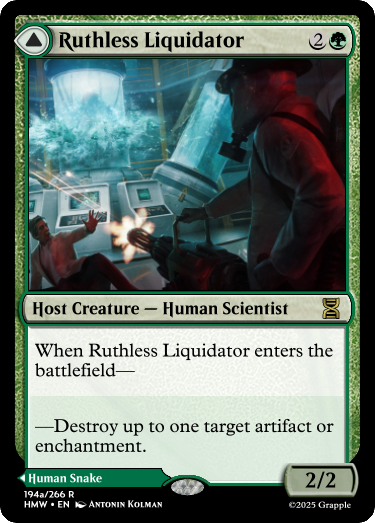 Ruthless Liquidator 2
Host Creature — Human Scientist
When Ruthless Liquidator enters the
battlefield—
—Destroy up to one target artifact or
enchantment.
Human Snake
2/2
194a/266 R
HMW • EN Antonin Kolman
©2025 Grapple